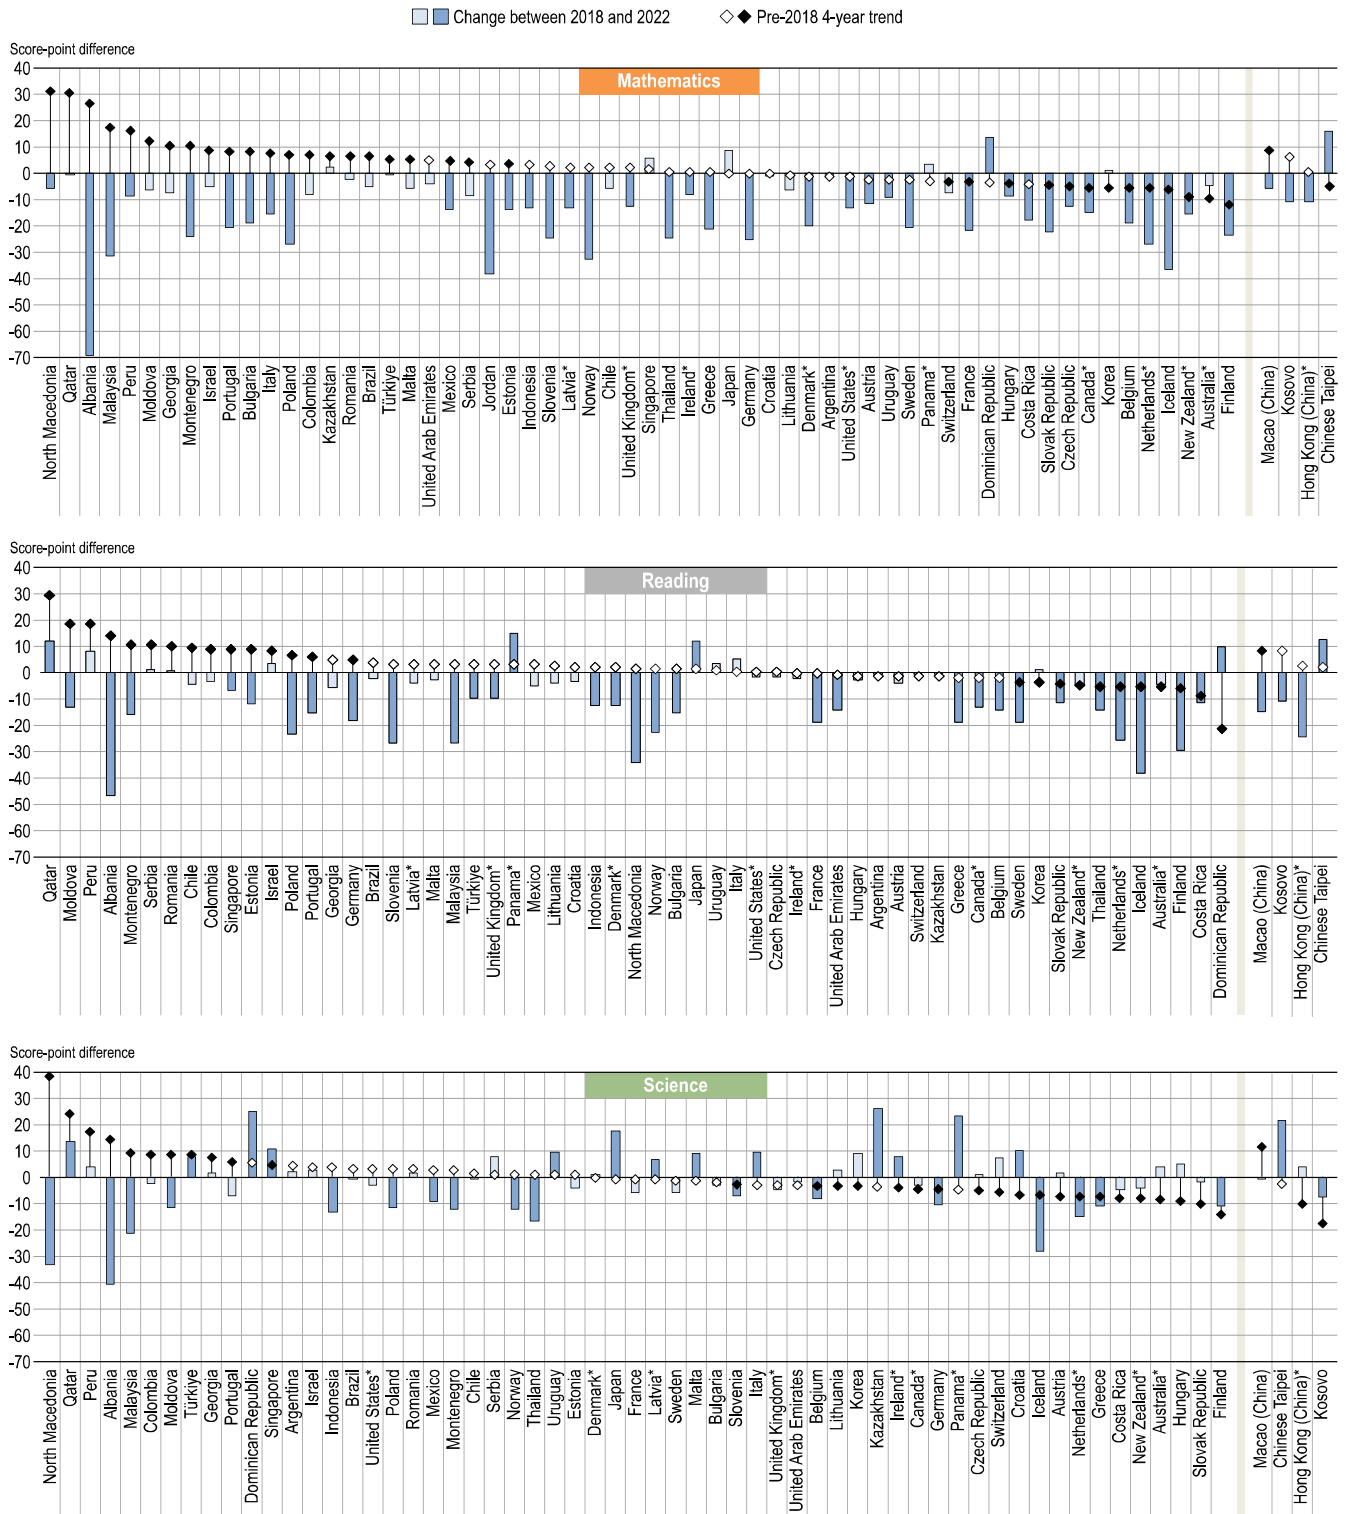 Change between 2018 and 2022 Pre-2018 4-year trend
Score-point difference
Mathematics
40
30
20
10
0
-10
-20
-30
-40
-50
-60
-70
North Macedonia
Qatar
Albania
Malaysia
Peru
Moldova
Georgia
Montenegro
Israel
Portugal
Bulgaria
Italy
Poland
Colombia
Kazakhstan
Romania
Brazil
Türkiye
Malta
United Arab Emirates
Mexico
Serbia
Jordan
Estonia
Indonesia
Slovenia
Latvia*
Norway
Chile
United Kingdom*
Singapore
Thailand
Ireland*
Greece
Japan
Germany
Croatia
Lithuania
Denmark*
Argentina
United States*
Austria
Uruguay
Sweden
Panama*
Switzerland
France
Dominican Republic
Hungary
Costa Rica
Slovak Republic
Czech Republic
Canada*
Korea
Belgium
Netherlands*
Iceland
New Zealand*
Australia*
Finland
Macao (China)
Kosovo
Hong Kong (China)*
Chinese Taipei
Score-point difference
Reading
40
30
20
10
0
-10
-20
-30
-40
-50
-60
-70
Qatar
Moldova
Peru
Albania
Montenegro
Serbia
Romania
Chile
Colombia
Singapore
Estonia
Israel
Poland
Portugal
Georgia
Germany
Brazil
Slovenia
Latvia*
Malta
Malaysia
Türkiye
United Kingdom*
Panama*
Mexico
Lithuania
Croatia
Indonesia
Denmark*
North Macedonia
Norway
Bulgaria
Japan
Uruguay
Italy
United States*
Czech Republic
Ireland*
France
United Arab Emirates
Hungary
Argentina
Austria
Switzerland
Kazakhstan
Greece
Canada*
Belgium
Sweden
Korea
Slovak Republic
New Zealand*
Thailand
Netherlands*
Iceland
Australia*
Finland
Costa Rica
Dominican Republic
Macao (China)
Kosovo
Hong Kong (China)*
Chinese Taipei
Score-point difference
Science
40
30
20
10
0
-10
-20
-30
-40
-50
-60
-70
North Macedonia
Qatar
Peru
Albania
Malaysia
Colombia
Moldova
Türkiye
Georgia
Portugal
Dominican Republic
Singapore
Argentina
Israel
Indonesia
Brazil
United States*
Poland
Romania
Mexico
Montenegro
Chile
Serbia
Norway
Thailand
Uruguay
Estonia
Denmark*
Japan
France
Latvia*
Sweden
Malta
Bulgaria
Slovenia
Italy
United Kingdom*
United Arab Emirates
Belgium
Lithuania
Korea
Kazakhstan
Ireland*
Canada*
Germany
Panama*
Czech Republic
Switzerland
Croatia
Iceland
Austria
Netherlands*
Greece
Costa Rica
New Zealand*
Australia*
Hungary
Slovak Republic
Finland
Macao (China)
Chinese Taipei
Hong Kong (China)*
Kosovo